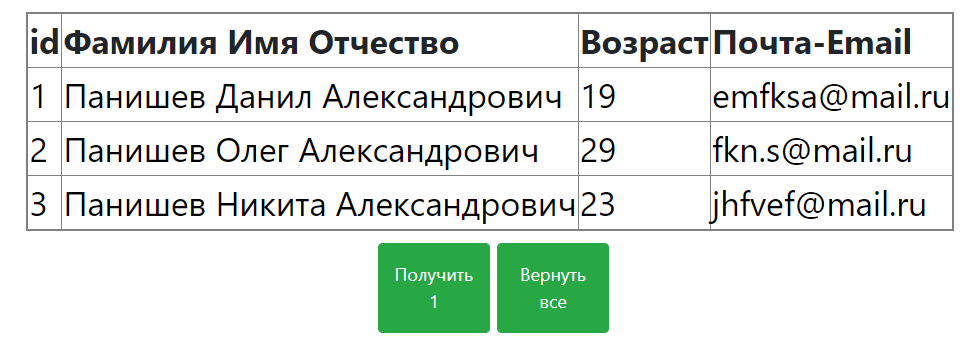 id Фамилия Имя Отчество Возраст Почта-Email
1 Панишев Данил Александрович 19 emfksa@mail.ru
2 Панишев Олег Александрович 29 fkn.s@mail.ru
3 Панишев Никита Александрович 23 jhfvef@mail.ru
Получить
1
Вернуть
все